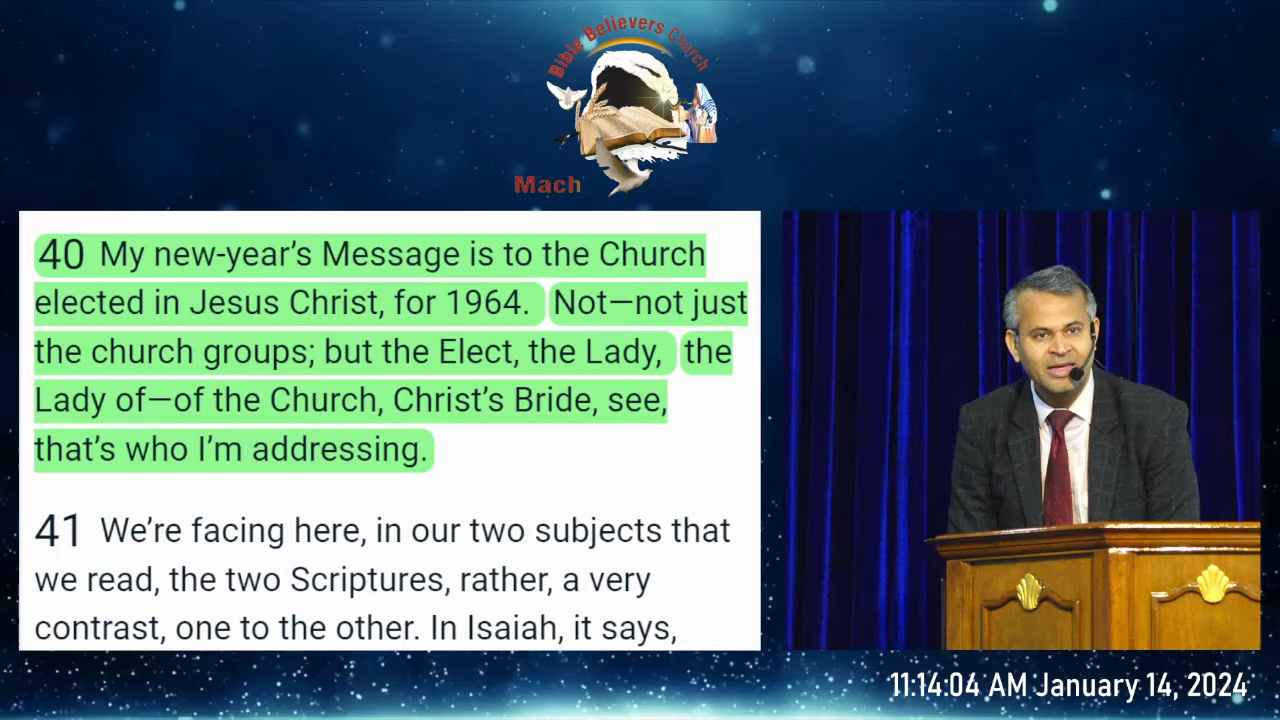 Bible Believers Church
Mach
40 My new-year’s Message is to the Church
elected in Jesus Christ, for 1964. Not—not just
the church groups; but the Elect, the Lady, the
Lady of—of the Church, Christ’s Bride, see,
that’s who I’m addressing.
41 We’re facing here, in our two subjects that
we read, the two Scriptures, rather, a very
contrast, one to the other. In Isaiah, it says,
11:14:04 AM January 14, 2024